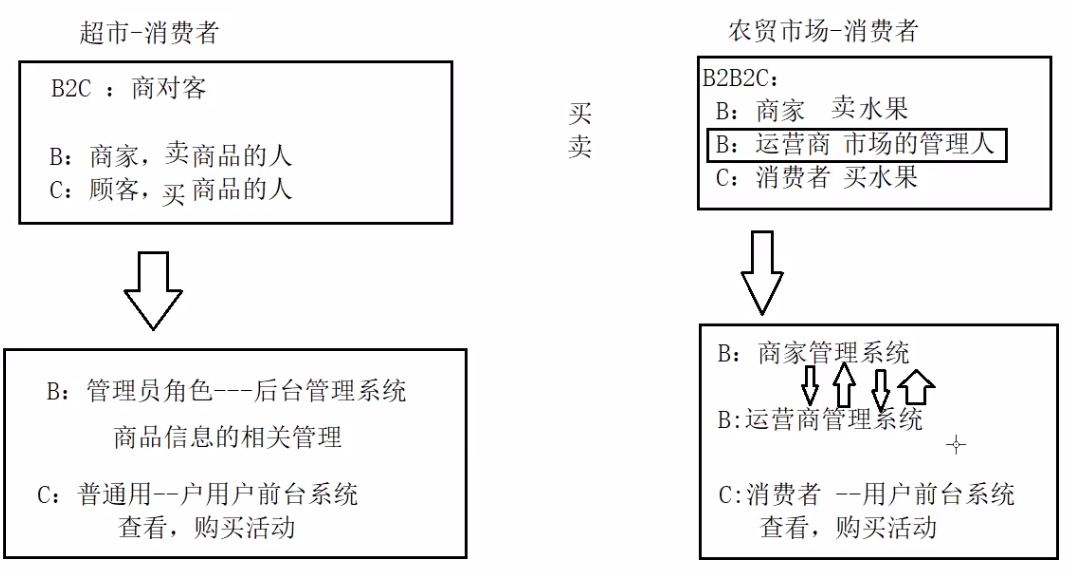 超市-消费者
B2C ：商对客
B：商家，卖商品的人
C：顾客，买商品的人
B：管理员角色---后台管理系统
商品信息的相关管理
C：普通用--户用户前台系统
查看，购买活动
买
卖
农贸市场-消费者
B2B2C：
B：商家 卖水果
B：运营商 市场的管理人
C：消费者 买水果
B：商家管理系统
B:运营商管理系统
C:消费者 --用户前台系统
查看，购买活动